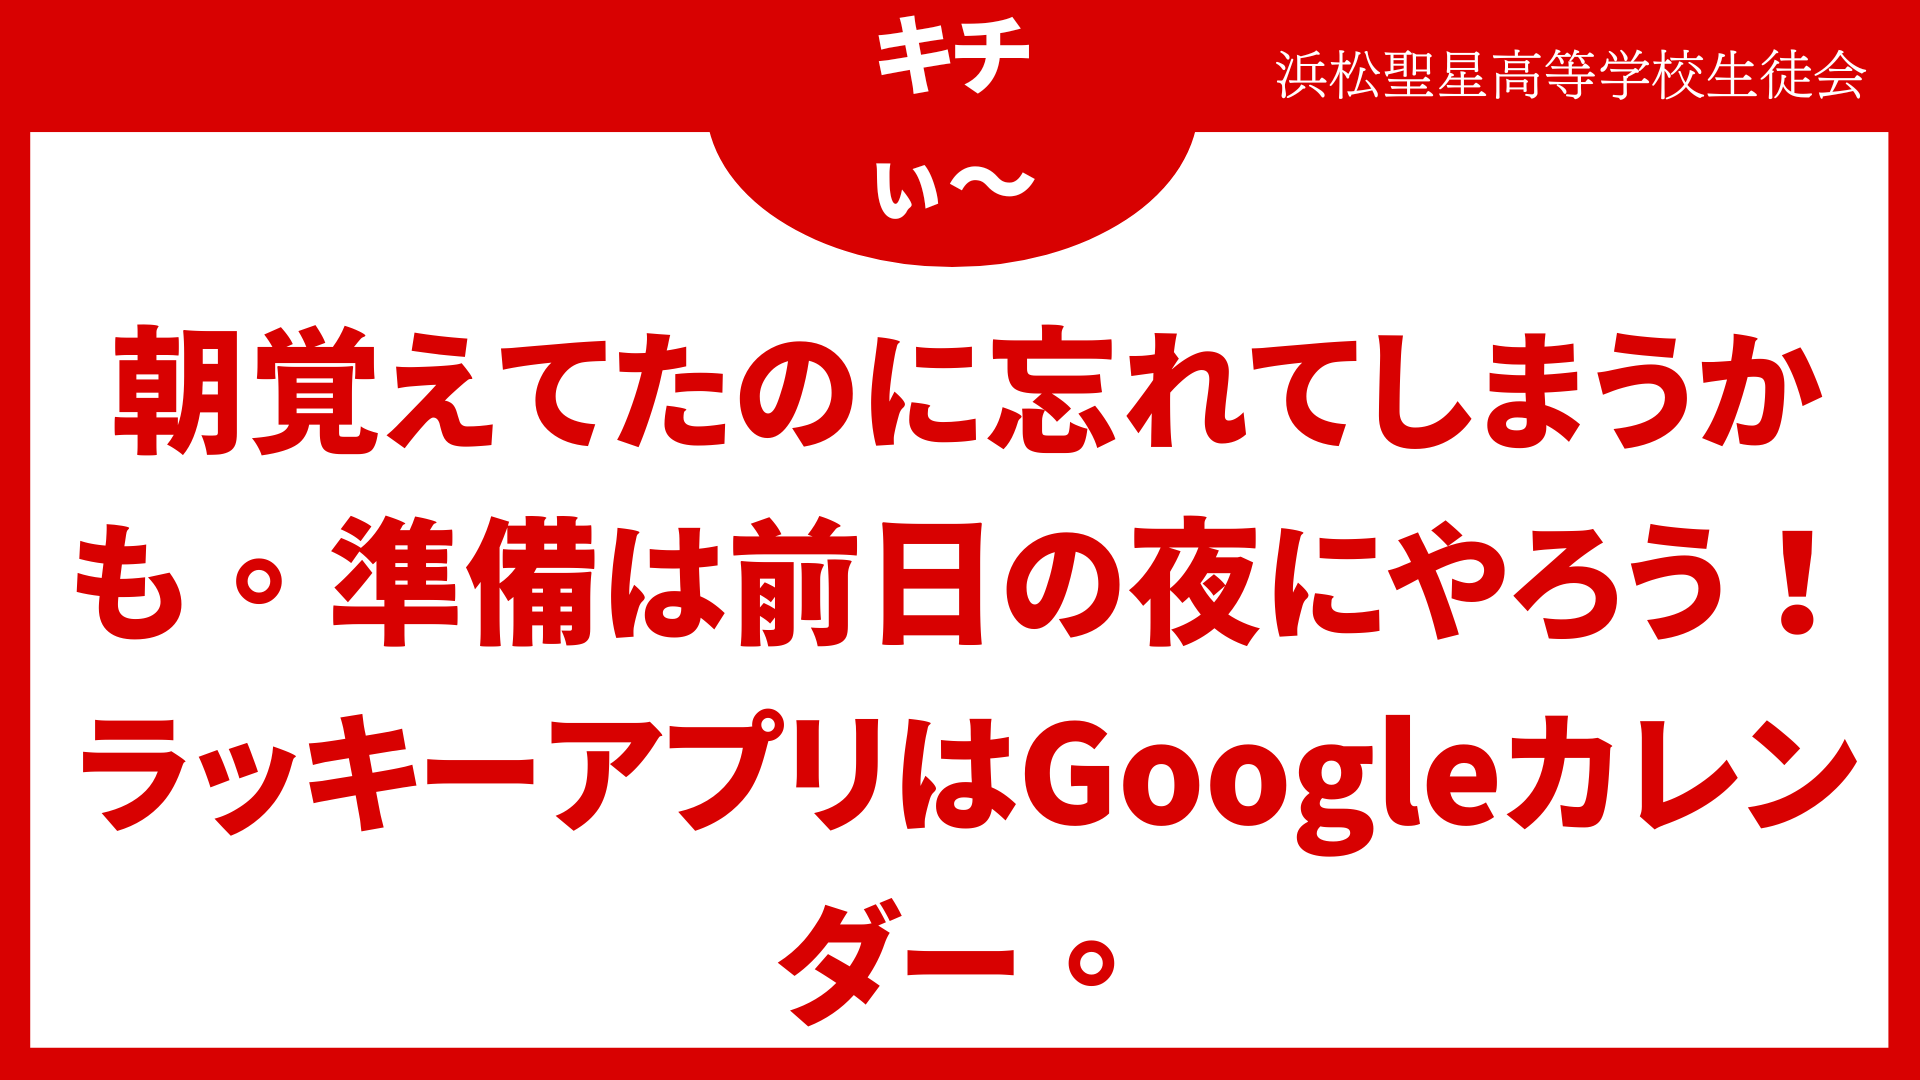 キチ
ぃ〜
浜松聖星高等学校生徒会
朝覚えてたのに忘れてしまうか
も。準備は前日の夜にやろう！
ラッキーアプリはGoogleカレン
ダー。